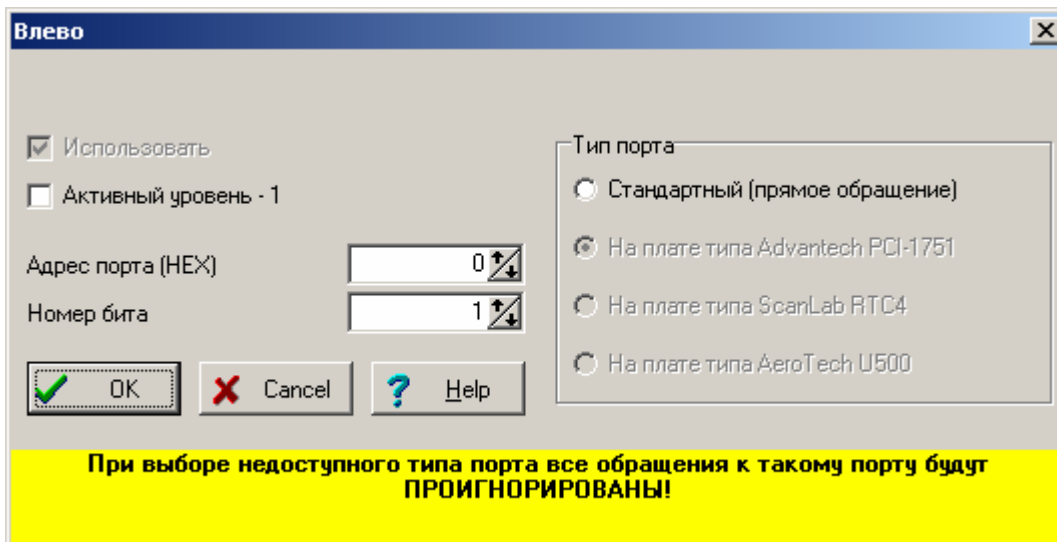 Влево
Использовать
Активный уровень - 1
Адрес порта (HEX)
0
Номер бита
1
OK
Cancel
Help
Тип порта
Стандартный (прямое обращение)
На плате типа Advantech PCI-1751
На плате типа ScanLab RTC4
На плате типа AeroTech U500
При выборе недоступного типа порта все обращения к такому порту будут
ПРОИГНОРИРОВАНЫ!